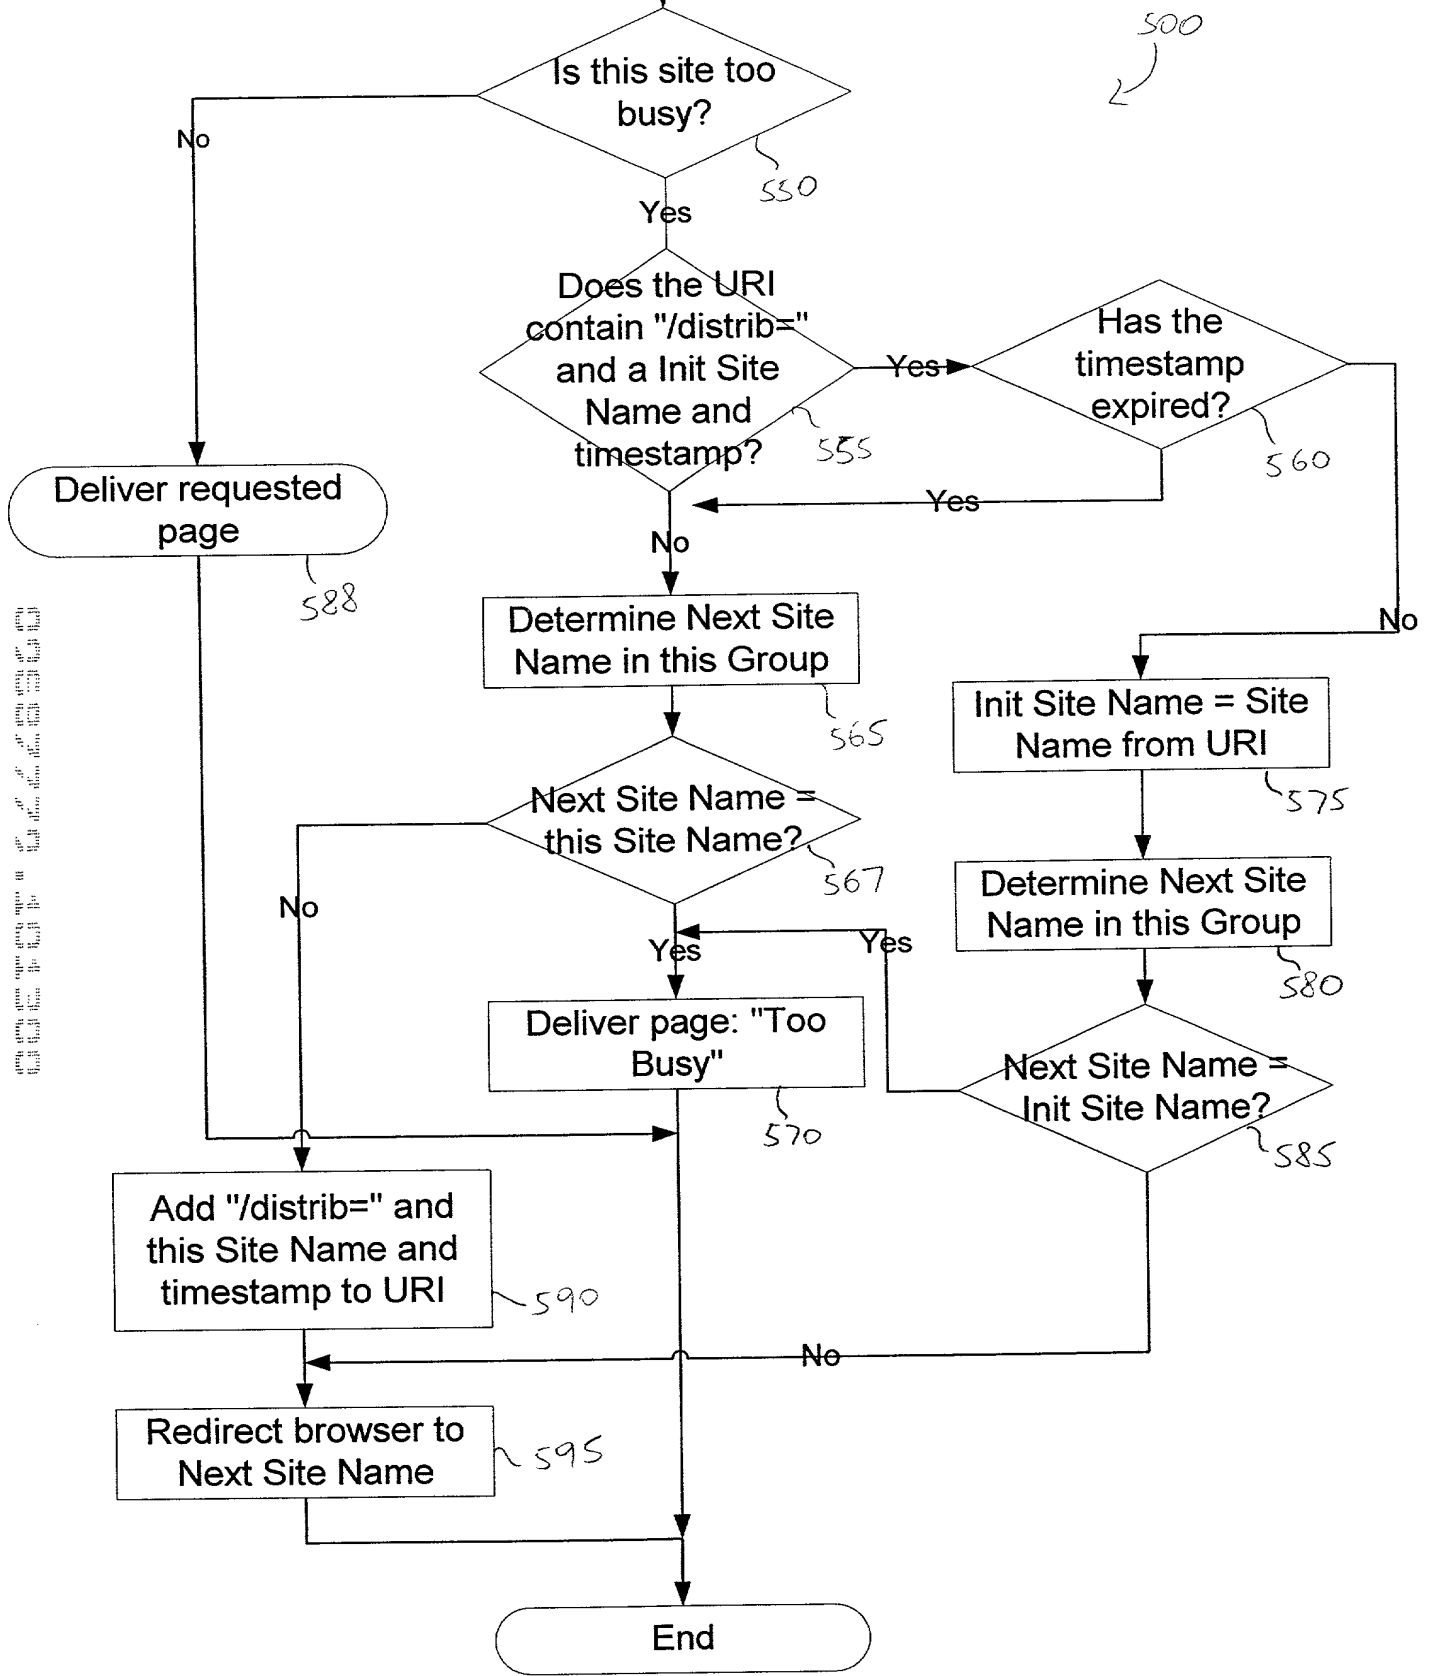 500
Is this site too
busy?
No
550
Yes
Does the URI
contain "/distrib="
and a Init Site
Name and
timestamp?
555
Yes
Has the
timestamp
expired?
560
Yes
No
No
Deliver requested
page
588
Determine Next Site
Name in this Group
565
Init Site Name = Site
Name from URI
575
Next Site Name =
this Site Name?
567
No
Yes
Yes
Determine Next Site
Name in this Group
580
Deliver page: "Too
Busy"
570
Next Site Name =
Init Site Name?
585
Add "/distrib=" and
this Site Name and
timestamp to URI
590
No
Redirect browser to
Next Site Name
595
End